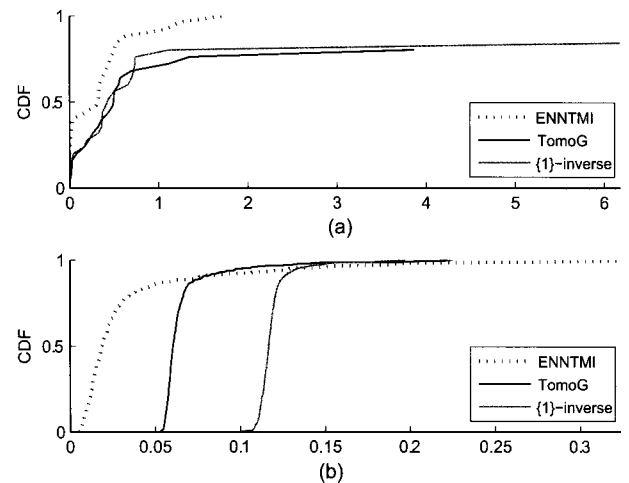 1
CDF
0.5
0
ENNTMI
TomoG
{1}-inverse
0 1 2 3 4 5 6
(a)
1
CDF
0.5
0
ENNTMI
TomoG
{1}-inverse
0 0.05 0.1 0.15 0.2 0.25 0.3
(b)